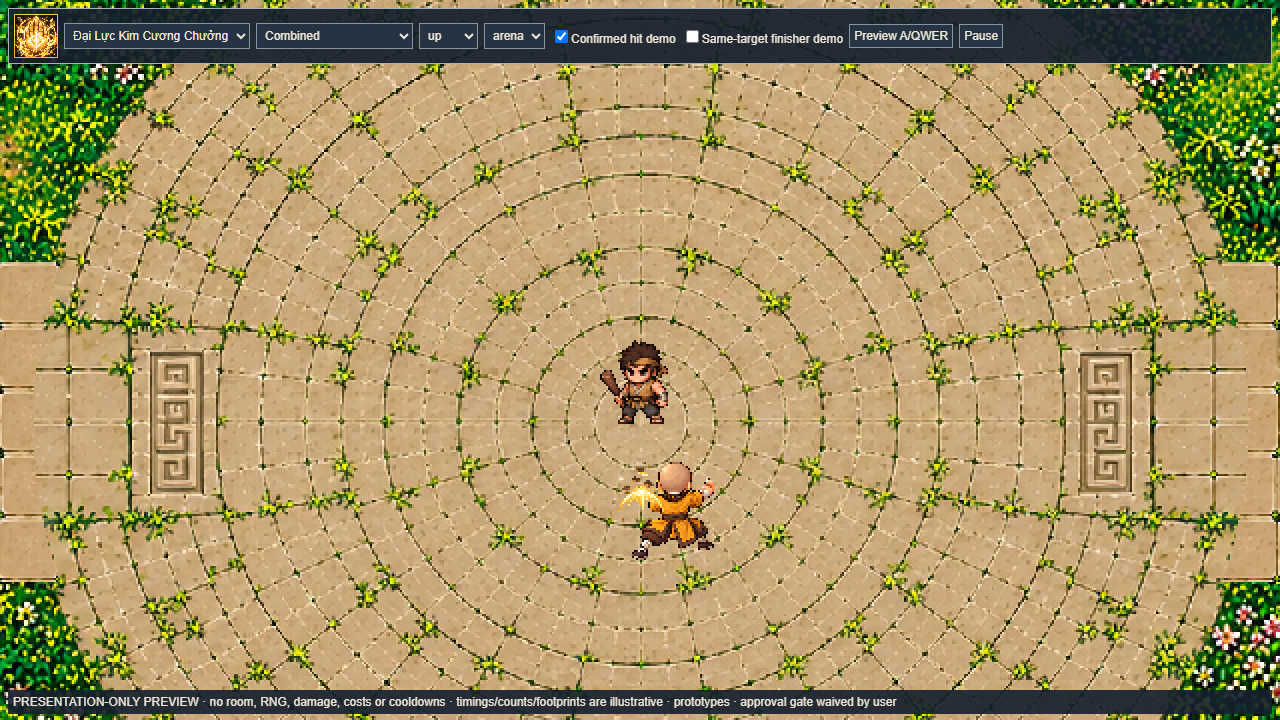 Đại Lực Kim Cương Chưởng Combined up arena Confirmed hit demo Same-target finisher demo Preview A/QWER Pause
PRESENTATION-ONLY PREVIEW · no room, RNG, damage, costs or cooldowns · timings/counts/footprints are illustrative · prototypes · approval gate waived by user